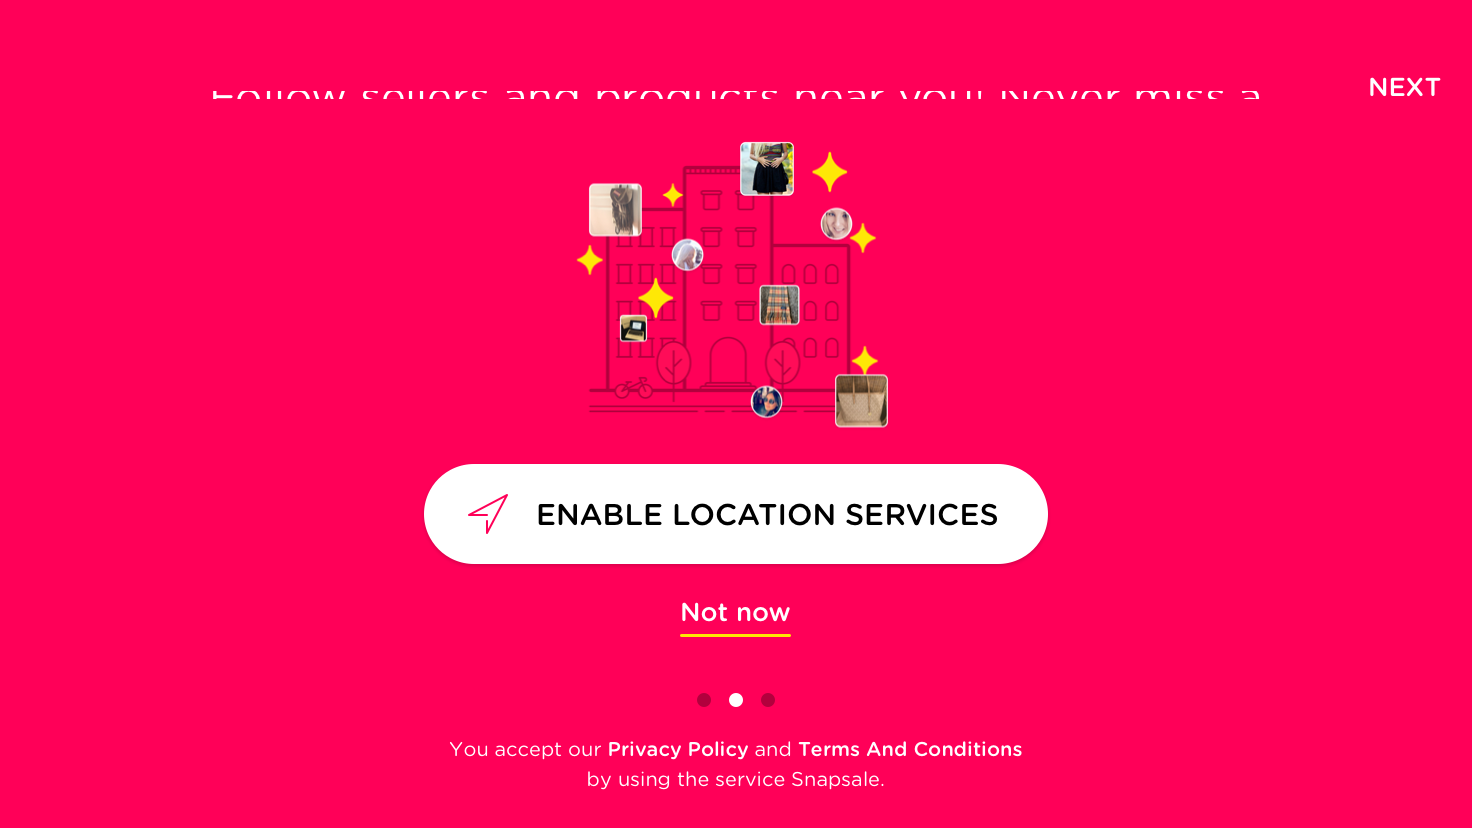 Follow sellers and products near you! Never miss a
NEXT
ENABLE LOCATION SERVICES
Not now
You accept our Privacy Policy and Terms And Conditions
by using the service Snapsale.